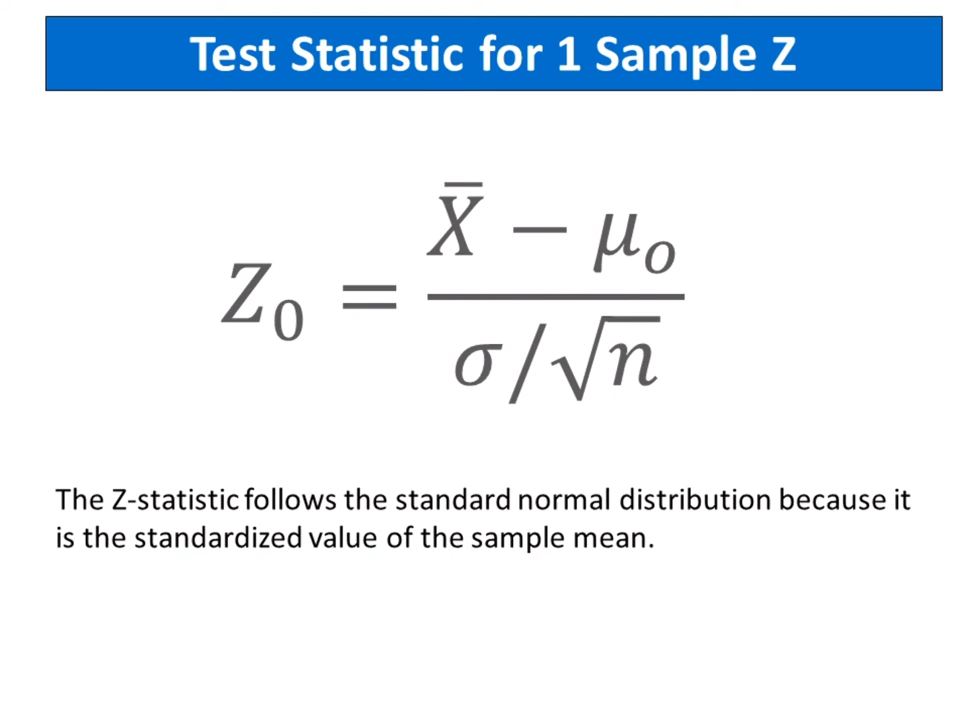 Test Statistic for 1 Sample Z
Z₀ = (X̅ − μₒ) / (σ/√n)
The Z-statistic follows the standard normal distribution because it
is the standardized value of the sample mean.